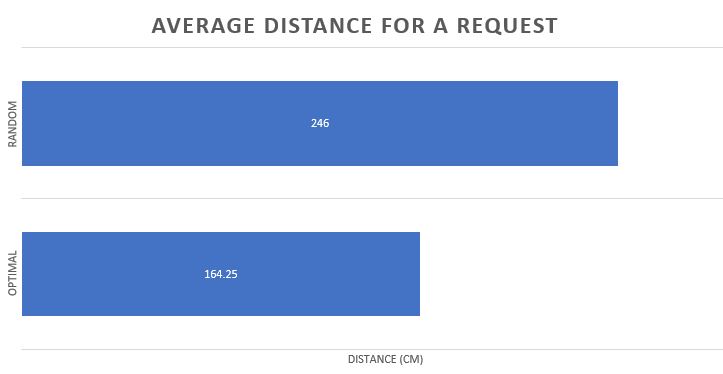 AVERAGE DISTANCE FOR A REQUEST
RANDOM
246
OPTIMAL
164.25
DISTANCE (CM)